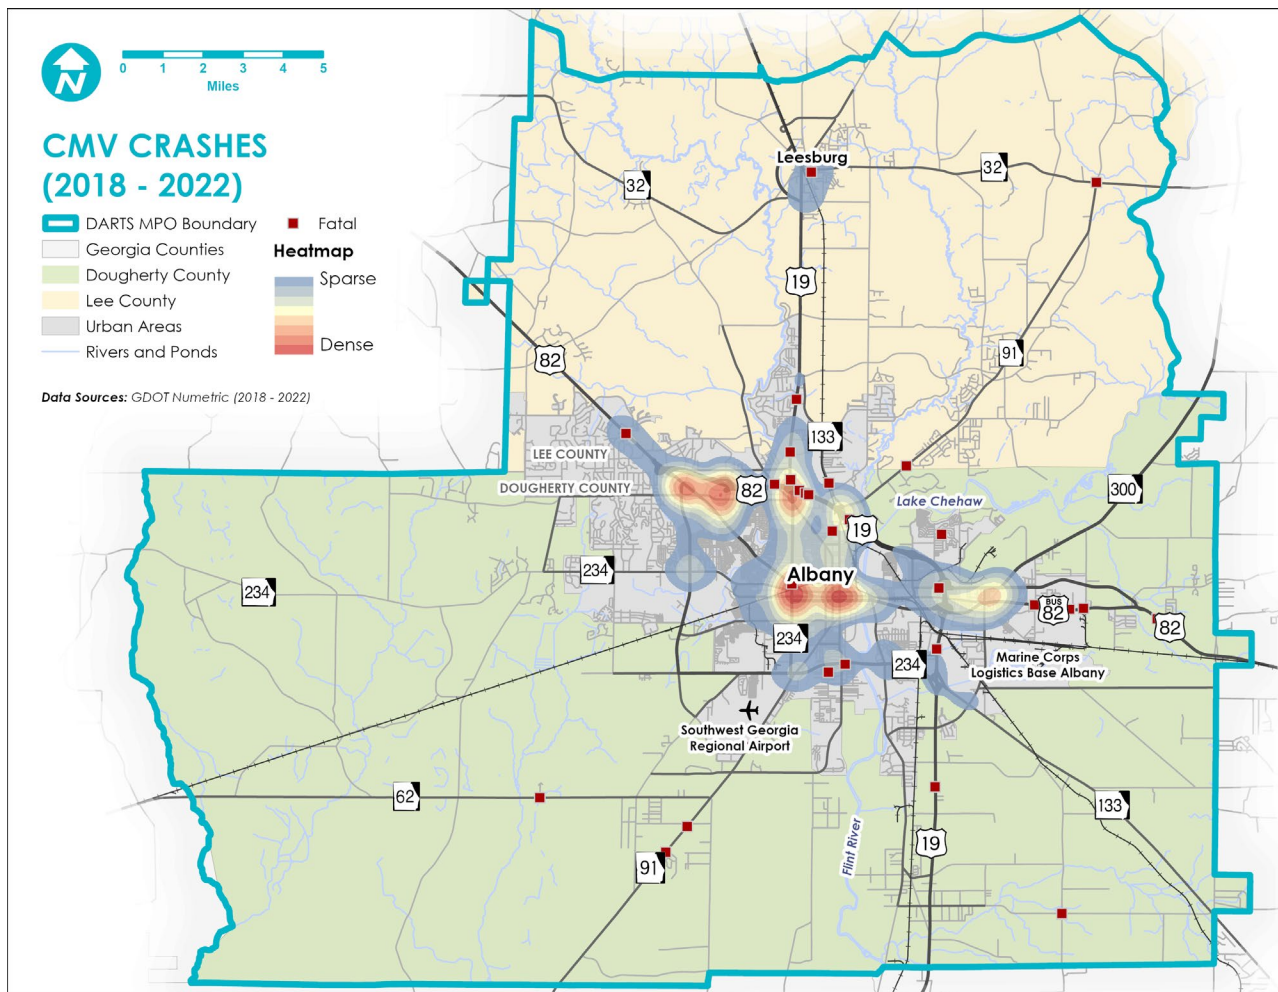 N
0 1 2 3 4 5
Miles
CMV CRASHES
(2018 - 2022)
DARTS MPO Boundary
Georgia Counties
Dougherty County
Lee County
Urban Areas
Rivers and Ponds
Fatal
Heatmap
Sparse
Dense
Data Sources: GDOT Numetric (2018 - 2022)
Leesburg
32
32
19
91
82
133
LEE COUNTY
DOUGHERTY COUNTY
82
300
Lake Chehaw
19
234
234
Albany
BUS
82
82
234
234
Marine Corps
Logistics Base Albany
Southwest Georgia
Regional Airport
62
133
Flint River
19
91